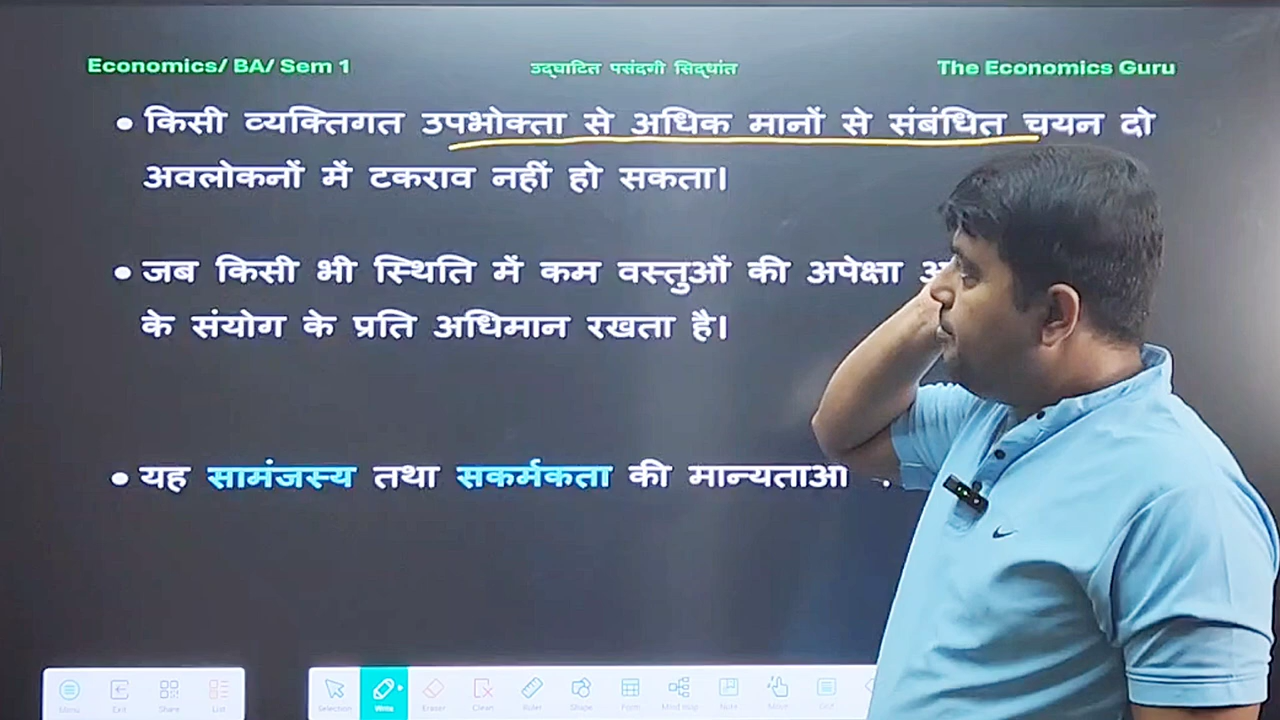 Economics/ BA/ Sem 1
उद्घाटित पसंदगी सिद्धांत
The Economics Guru
• किसी व्यक्तिगत उपभोक्ता से अधिक मानों से संबंधित चयन दो
अवलोकनों में टकराव नहीं हो सकता।
• जब किसी भी स्थिति में कम वस्तुओं की अपेक्षा
के संयोग के प्रति अधिमान रखता है।
• यह सामंजस्य तथा सकर्मकता की मान्यताओ
Menu Exit Share List Selection Write Eraser Clean Ruler Shape Form Mind map Note